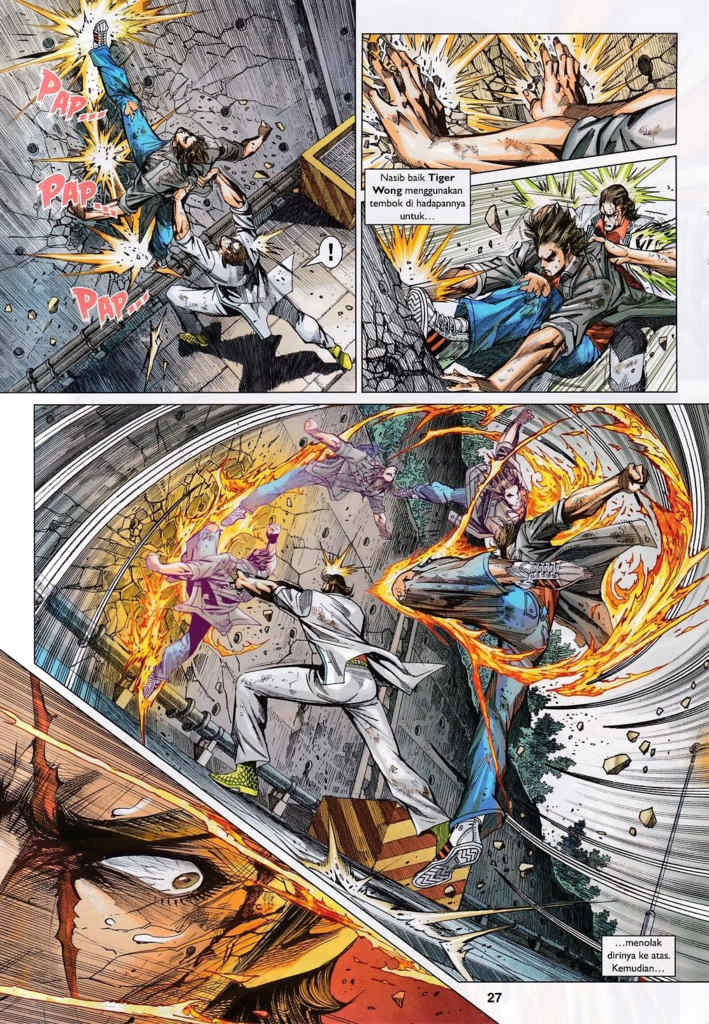 PAP...
PAP...
PAP...
!
Nasib baik Tiger
Wong menggunakan
tembok di hadapannya
untuk...
...menolak
dirinya ke atas.
Kemudian...
27